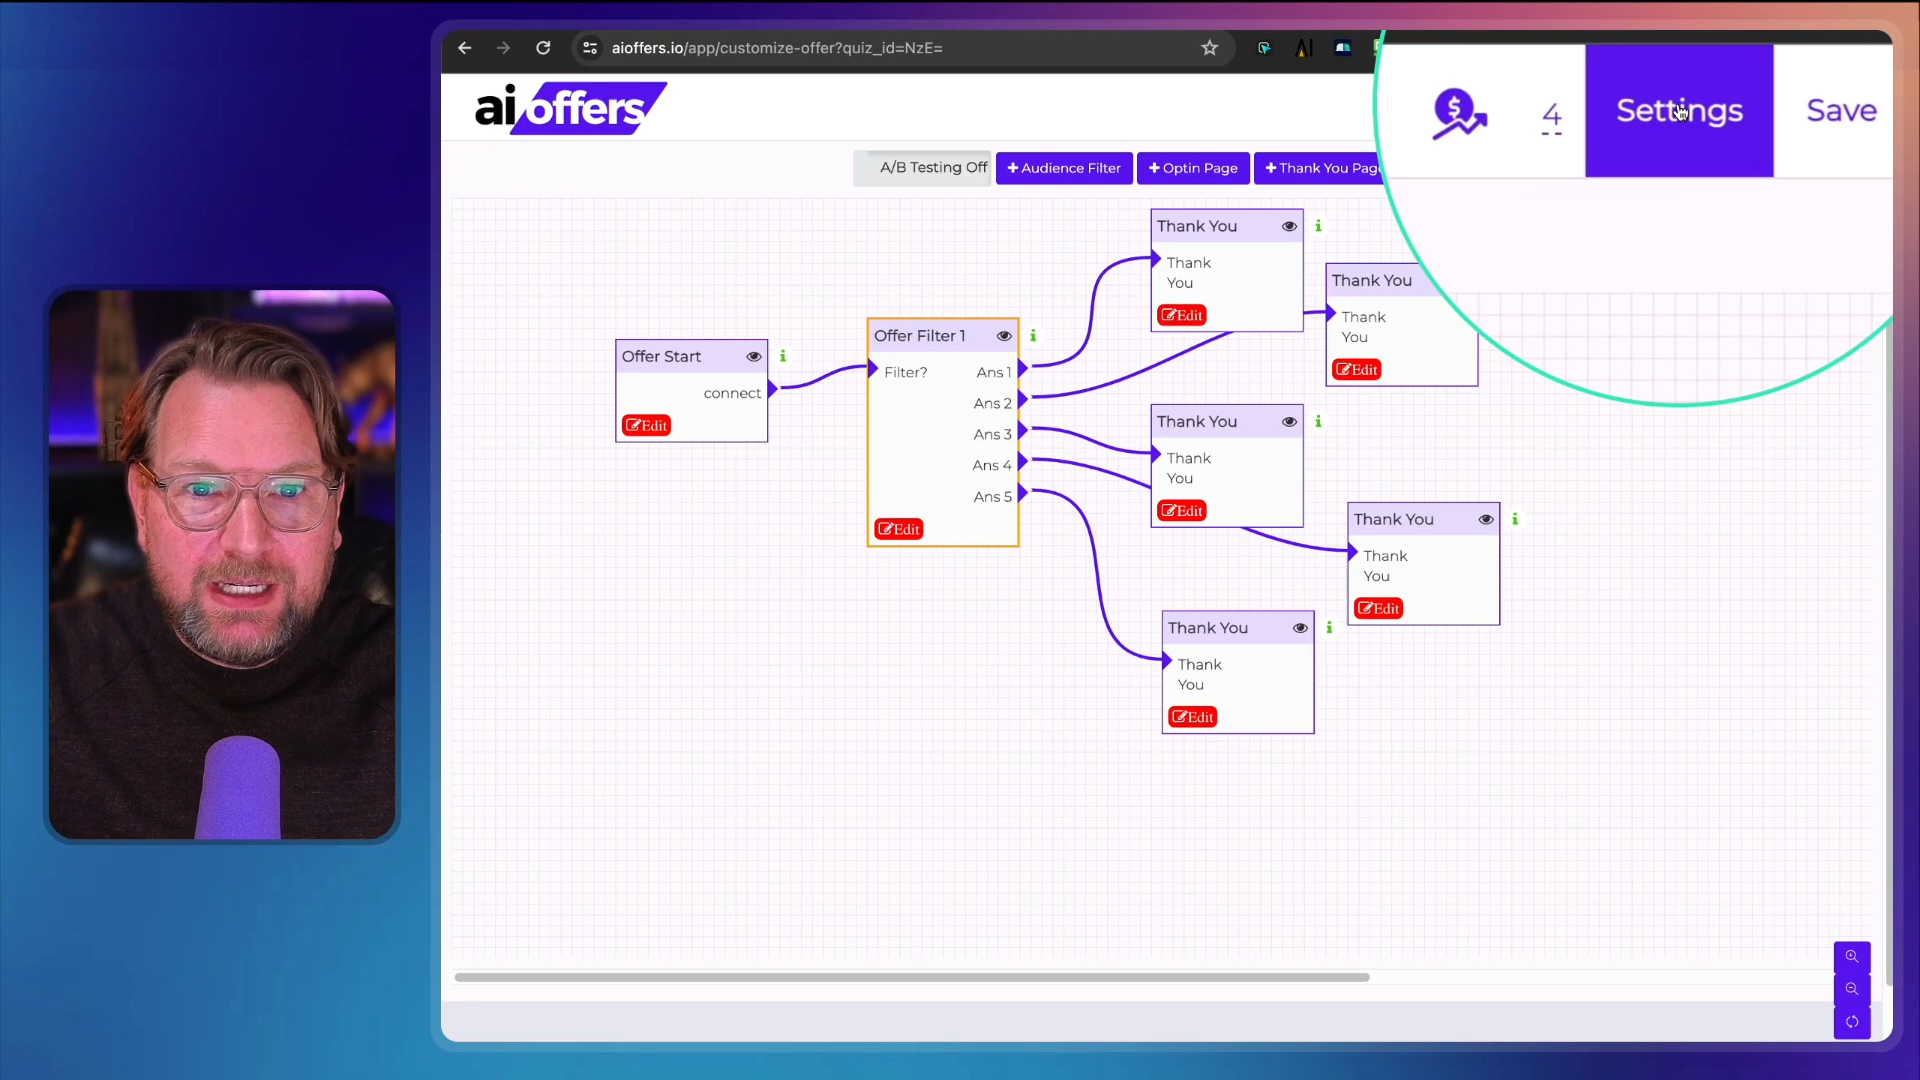 aioffers.io/app/customize-offer?quiz_id=NzE=
aioffers
4
Settings
Save
A/B Testing Off
+ Audience Filter
+ Optin Page
+ Thank You Page
Thank You
Thank
You
Edit
Thank You
Thank
You
Edit
Offer Start
connect
Edit
Offer Filter 1
Filter?
Ans 1
Ans 2
Ans 3
Ans 4
Ans 5
Edit
Thank You
Thank
You
Edit
Thank You
Thank
You
Edit
Thank You
Thank
You
Edit